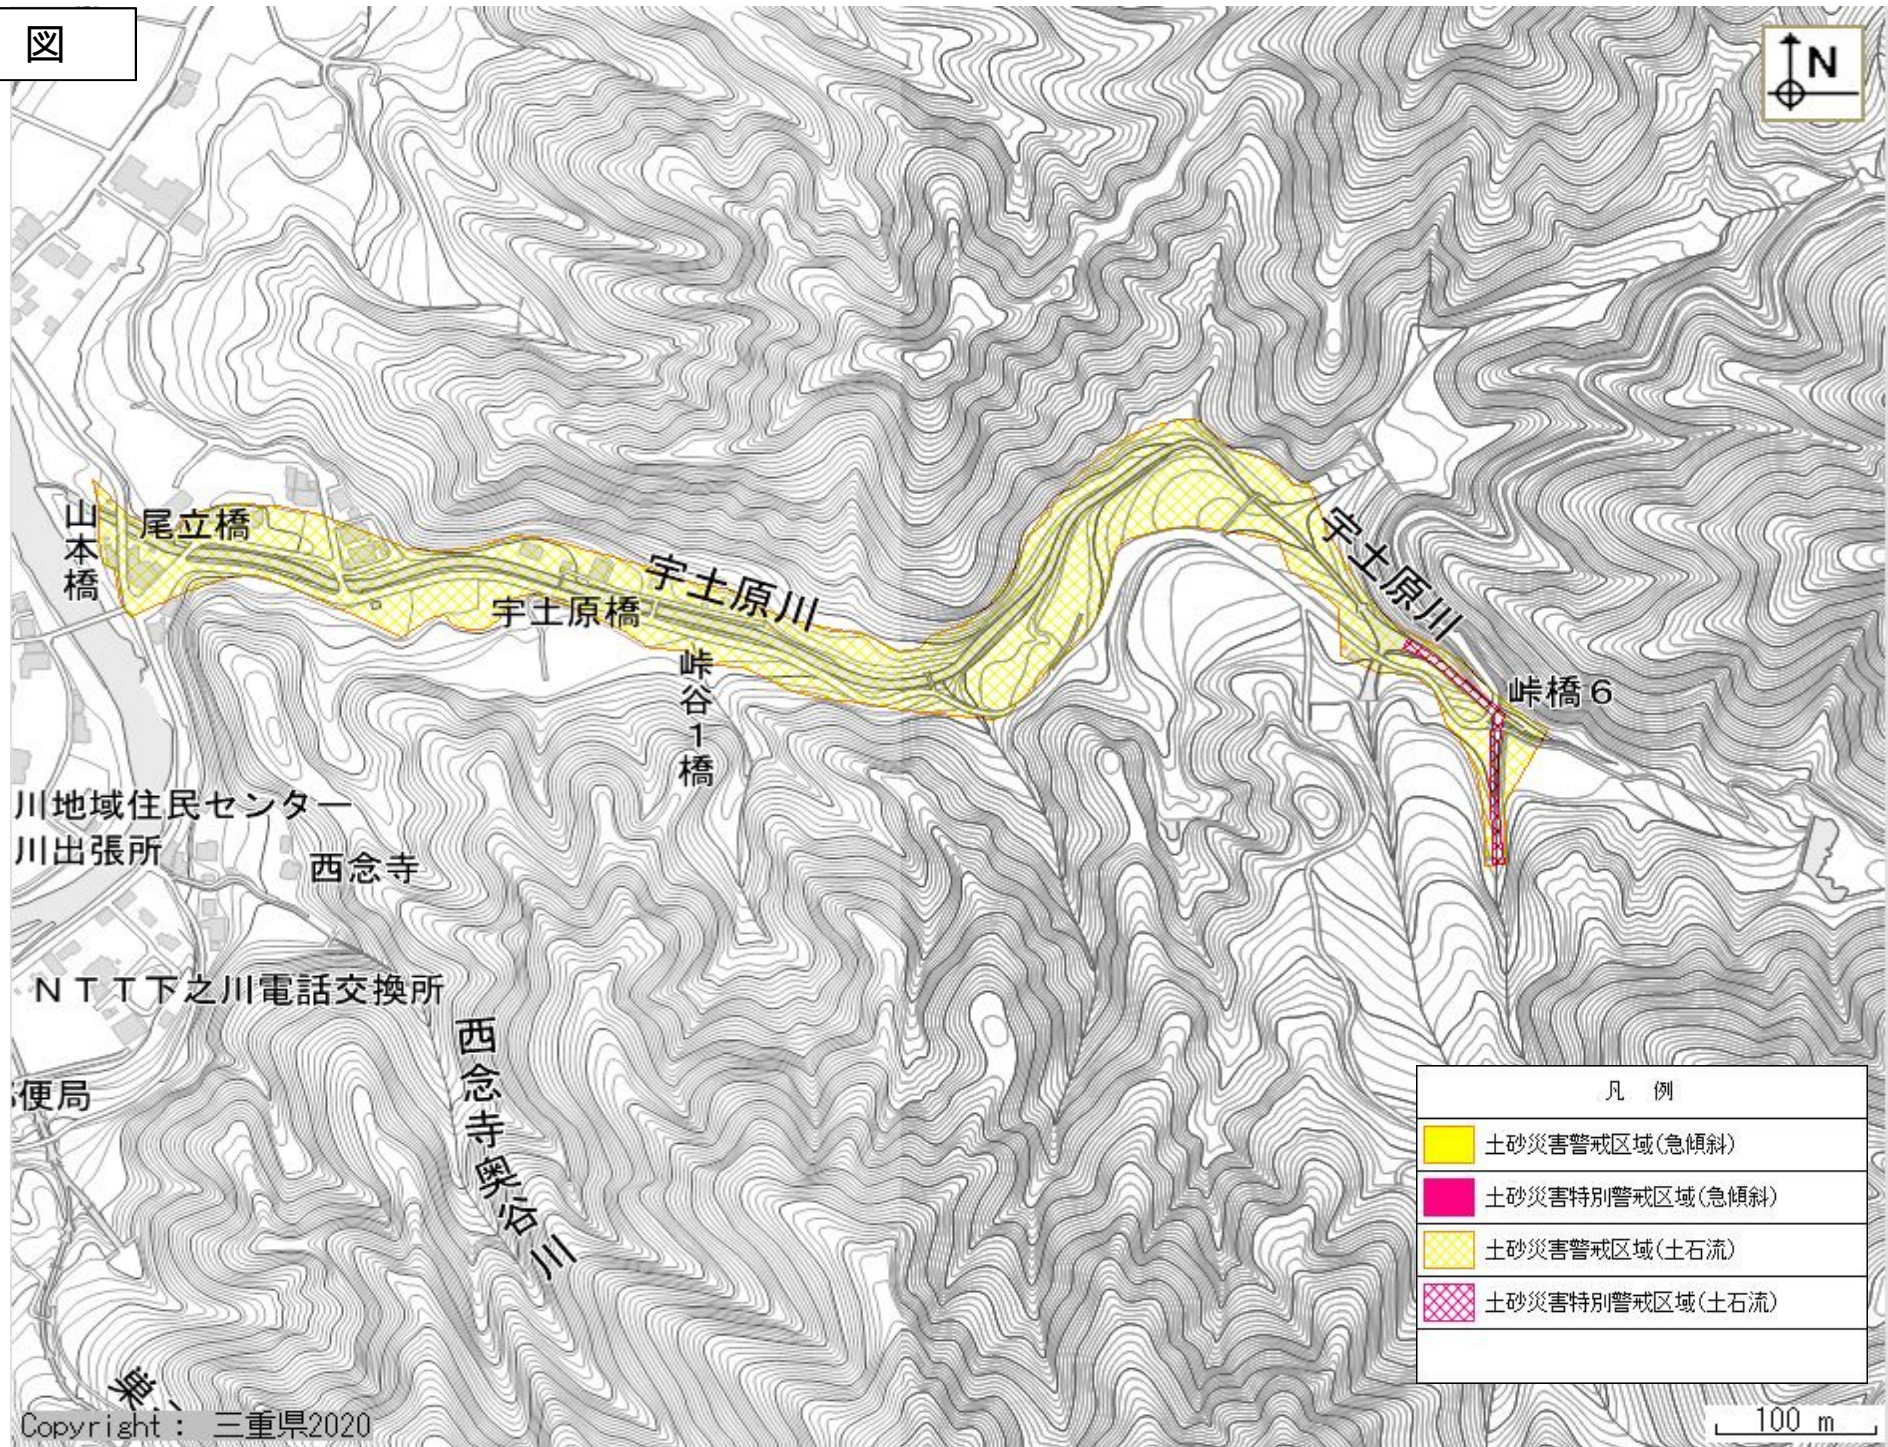 図
N
山本橋
尾立橋
宇土原橋
宇土原川
峠谷1橋
宇土原川
峠橋6
川地域住民センター
川出張所
西念寺
NTT下之川電話交換所
西念寺奥谷川
便局
凡 例
土砂災害警戒区域(急傾斜)
土砂災害特別警戒区域(急傾斜)
土砂災害警戒区域(土石流)
土砂災害特別警戒区域(土石流)
巣
Copyright : 三重県2020
100 m